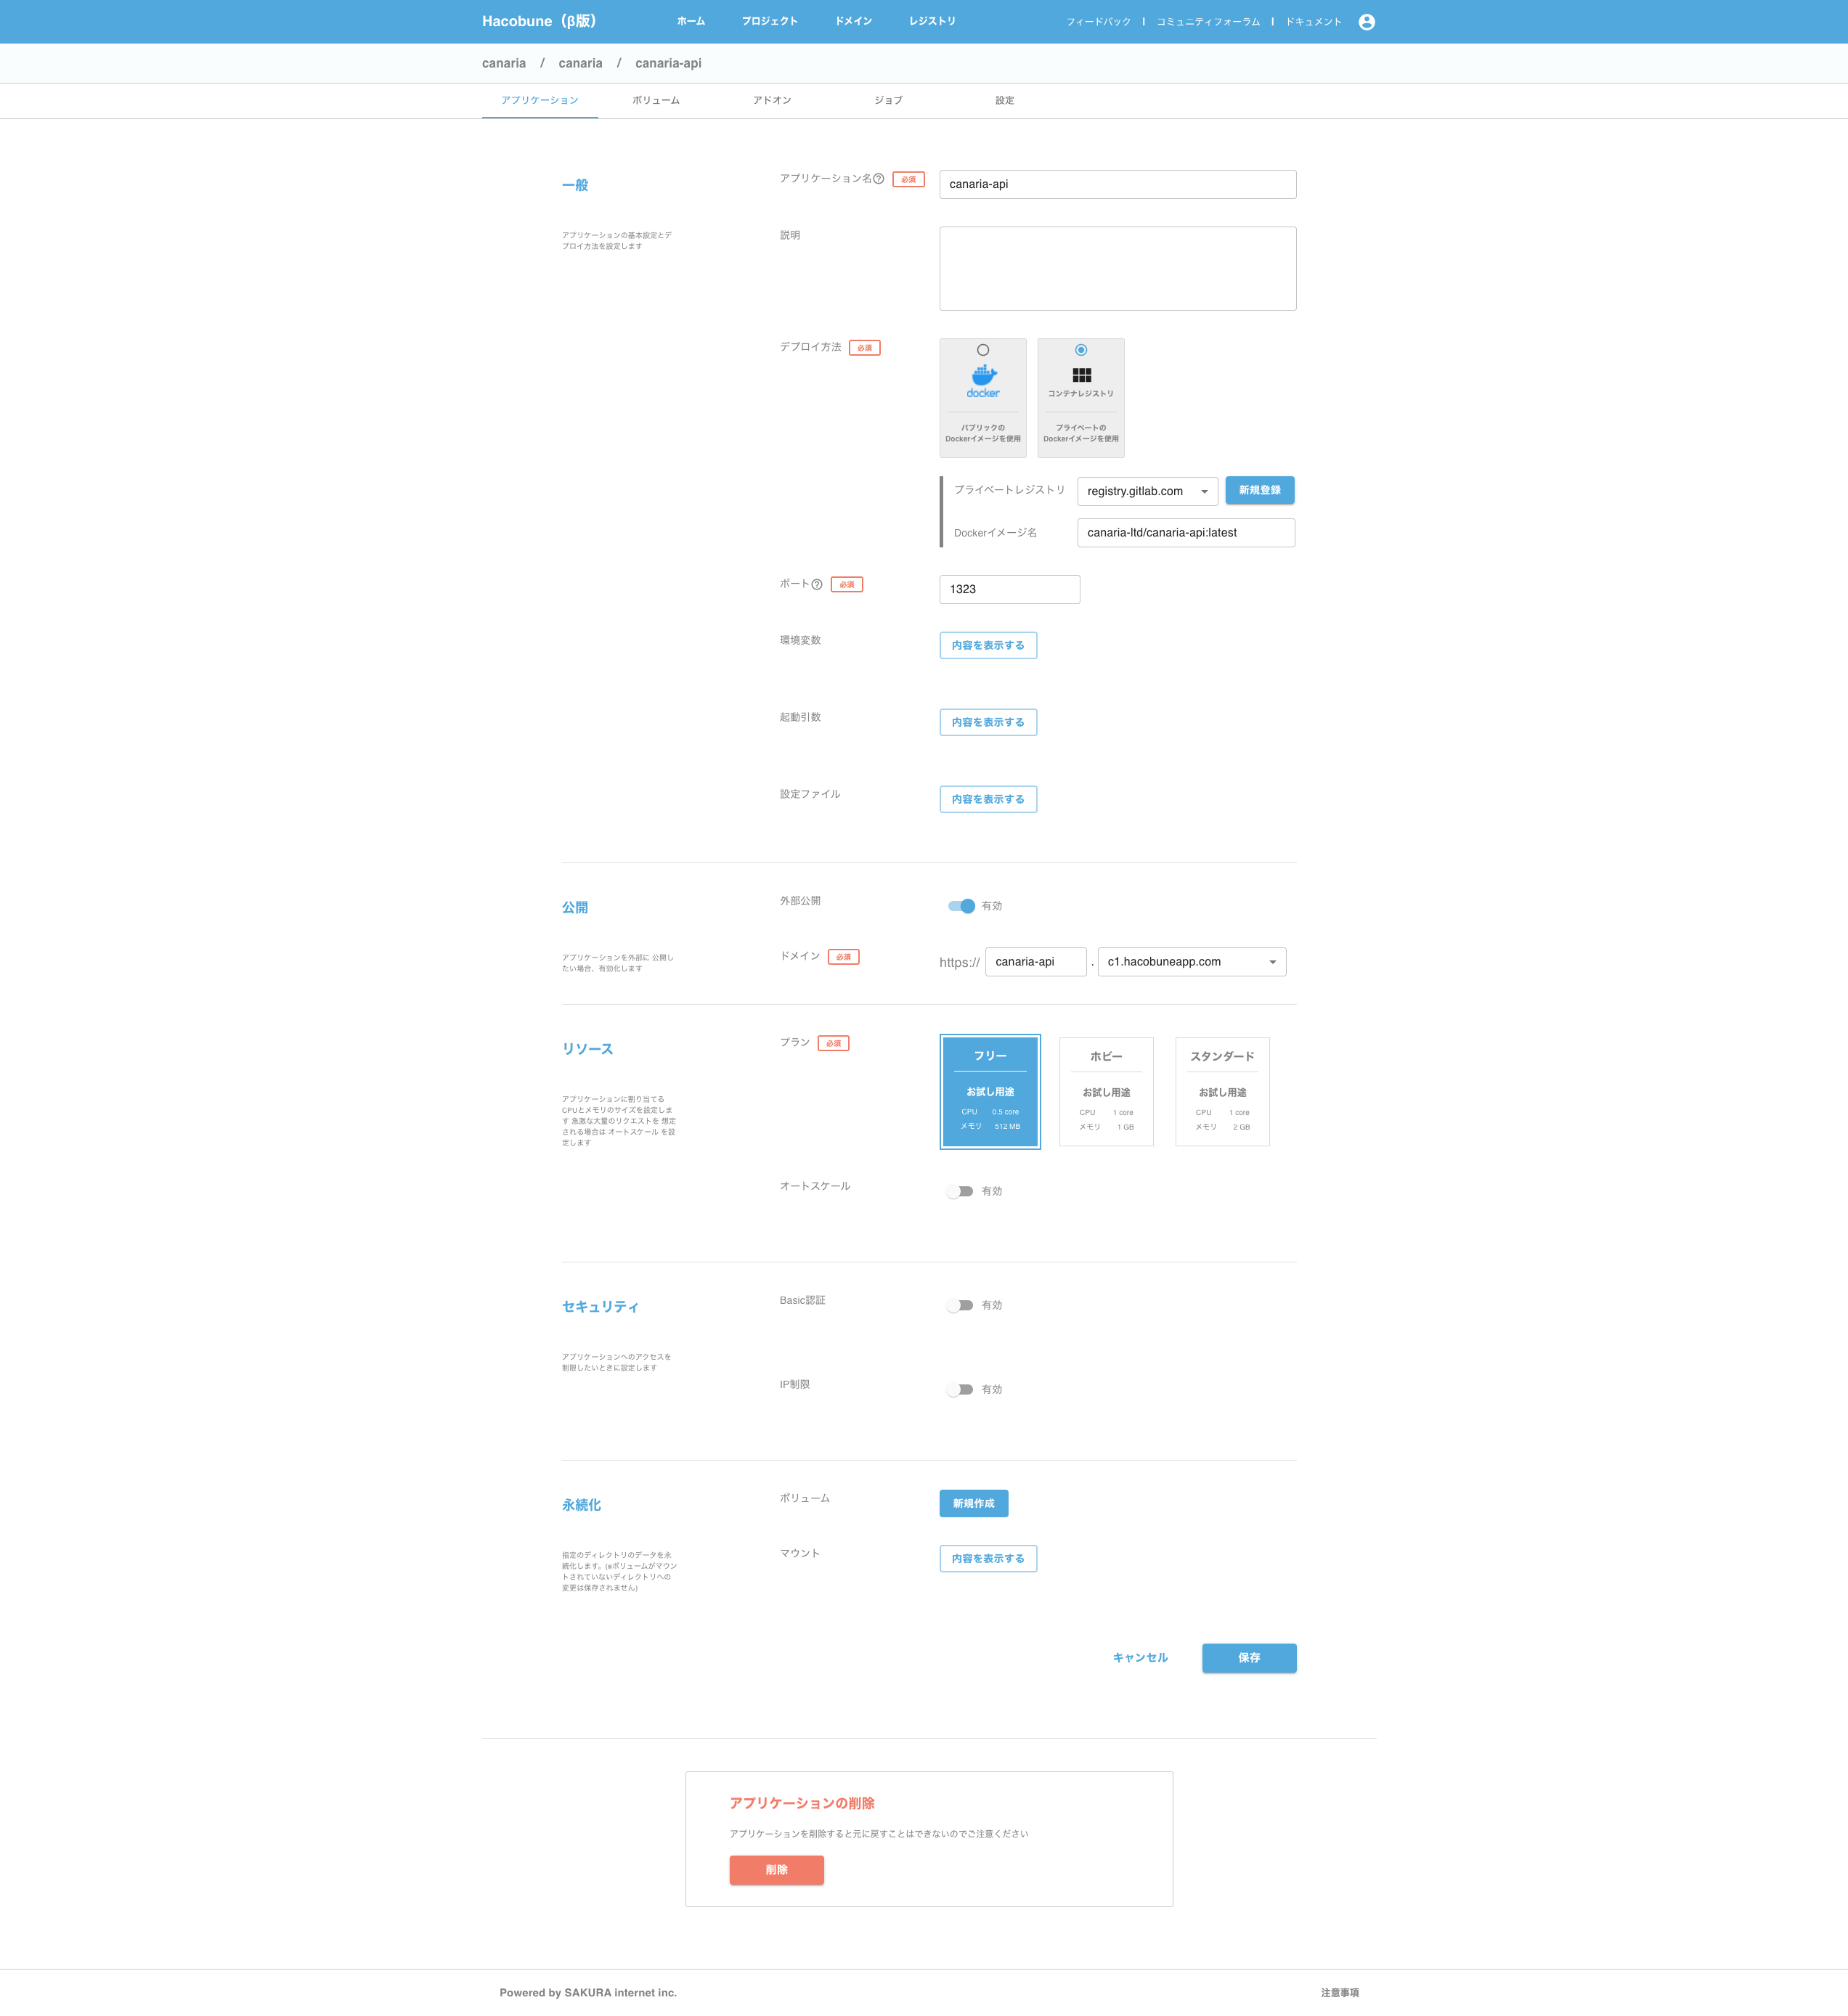 Hacobune（β版）
ホーム
プロジェクト
ドメイン
レジストリ
フィードバック
コミュニティフォーラム
ドキュメント
canaria / canaria / canaria-api
アプリケーション
ボリューム
アドオン
ジョブ
設定
一般
アプリケーションの基本設定とデ
プロイ方法を設定します
アプリケーション名
必須
canaria-api
説明
デプロイ方法
必須
docker
パブリックの
Dockerイメージを使用
コンテナレジストリ
プライベートの
Dockerイメージを使用
プライベートレジストリ
registry.gitlab.com
新規登録
Dockerイメージ名
canaria-ltd/canaria-api:latest
ポート
必須
1323
環境変数
内容を表示する
起動引数
内容を表示する
設定ファイル
内容を表示する
公開
アプリケーションを外部に 公開し
たい場合、有効化します
外部公開
有効
ドメイン
必須
https://
canaria-api
.
c1.hacobuneapp.com
リソース
アプリケーションに割り当てる
CPUとメモリのサイズを設定しま
す 急激な大量のリクエストを 想定
される場合は オートスケール を設
定します
プラン
必須
フリー
お試し用途
CPU 0.5 core
メモリ 512 MB
ホビー
お試し用途
CPU 1 core
メモリ 1 GB
スタンダード
お試し用途
CPU 1 core
メモリ 2 GB
オートスケール
有効
セキュリティ
アプリケーションへのアクセスを
制限したいときに設定します
Basic認証
有効
IP制限
有効
永続化
指定のディレクトリのデータを永
続化します。(※ボリュームがマウン
トされていないディレクトリへの
変更は保存されません)
ボリューム
新規作成
マウント
内容を表示する
キャンセル
保存
アプリケーションの削除
アプリケーションを削除すると元に戻すことはできないのでご注意ください
削除
Powered by SAKURA internet inc.
注意事項